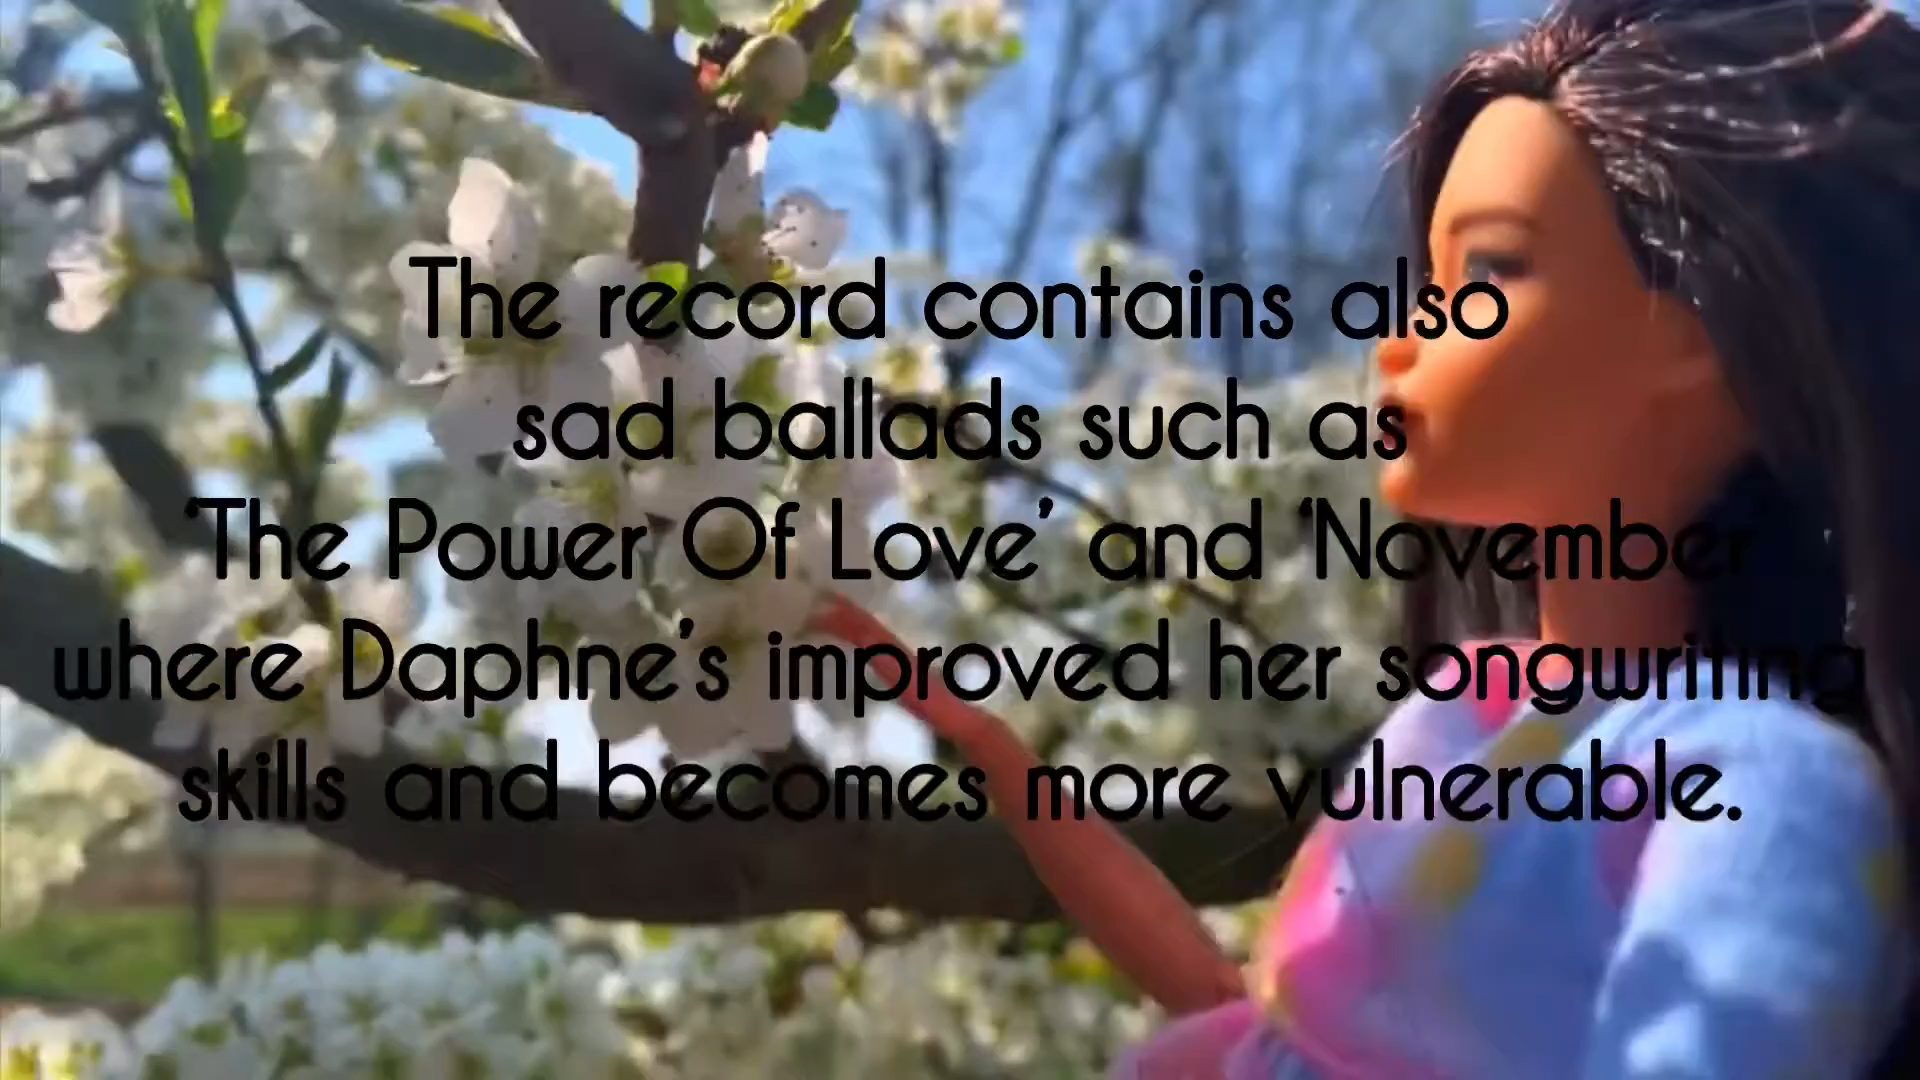 The record contains also
sad ballads such as
‘The Power Of Love’ and ‘November’
where Daphne’s improved her songwriting
skills and becomes more vulnerable.